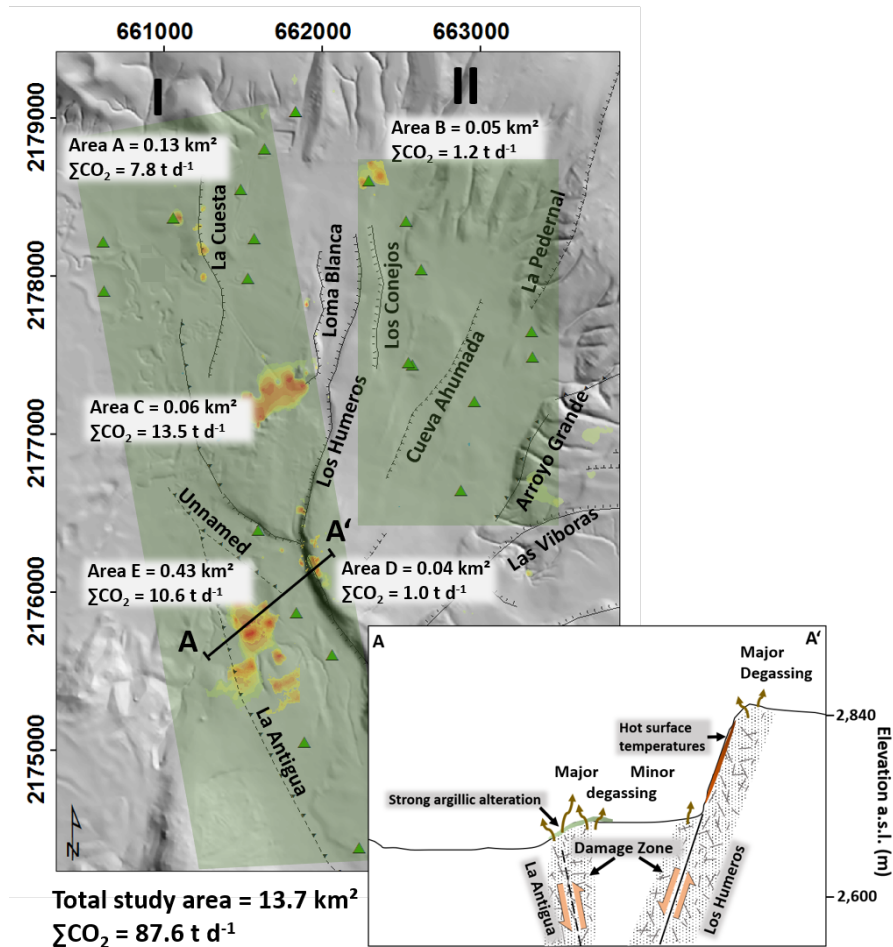 661000 662000 663000
I II
2179000
2178000
2177000
2176000
2175000
Area A = 0.13 km²
∑CO₂ = 7.8 t d⁻¹
Area B = 0.05 km²
∑CO₂ = 1.2 t d⁻¹
La Cuesta
Loma Blanca
Los Conejos
La Pedernal
Los Humeros
Cueva Ahumada
Area C = 0.06 km²
∑CO₂ = 13.5 t d⁻¹
Arroyo Grande
Las Viboras
Unnamed
A'
Area E = 0.43 km²
∑CO₂ = 10.6 t d⁻¹
Area D = 0.04 km²
∑CO₂ = 1.0 t d⁻¹
A
La Antigua
N
Total study area = 13.7 km²
∑CO₂ = 87.6 t d⁻¹
A A'
Major
Degassing
Hot surface
temperatures
Major Minor
degassing
Strong argillic alteration
Damage Zone
La Antigua
Los Humeros
2,840
2,600
Elevation a.s.l. (m)